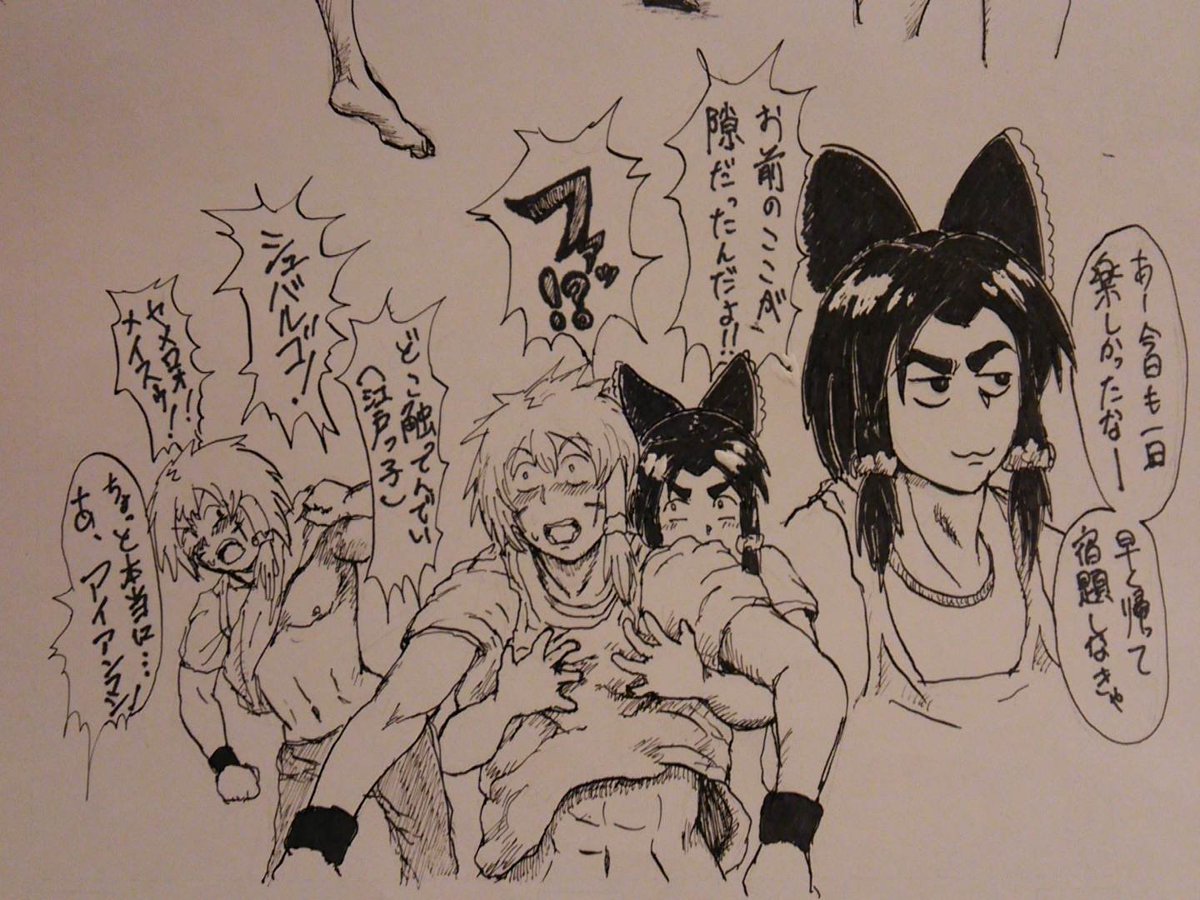 あー今日も一日
楽しかったなー
早く帰って
宿題しなきゃ
お前のここが
隙だったんだよ!!
ファッ
!?
どこ触ってんでい
(江戸っ子)
シュバルゴ!
ヤメロォ!!
ナイスゥ!
ちょっと本当に…!
あ、アイアンマン!